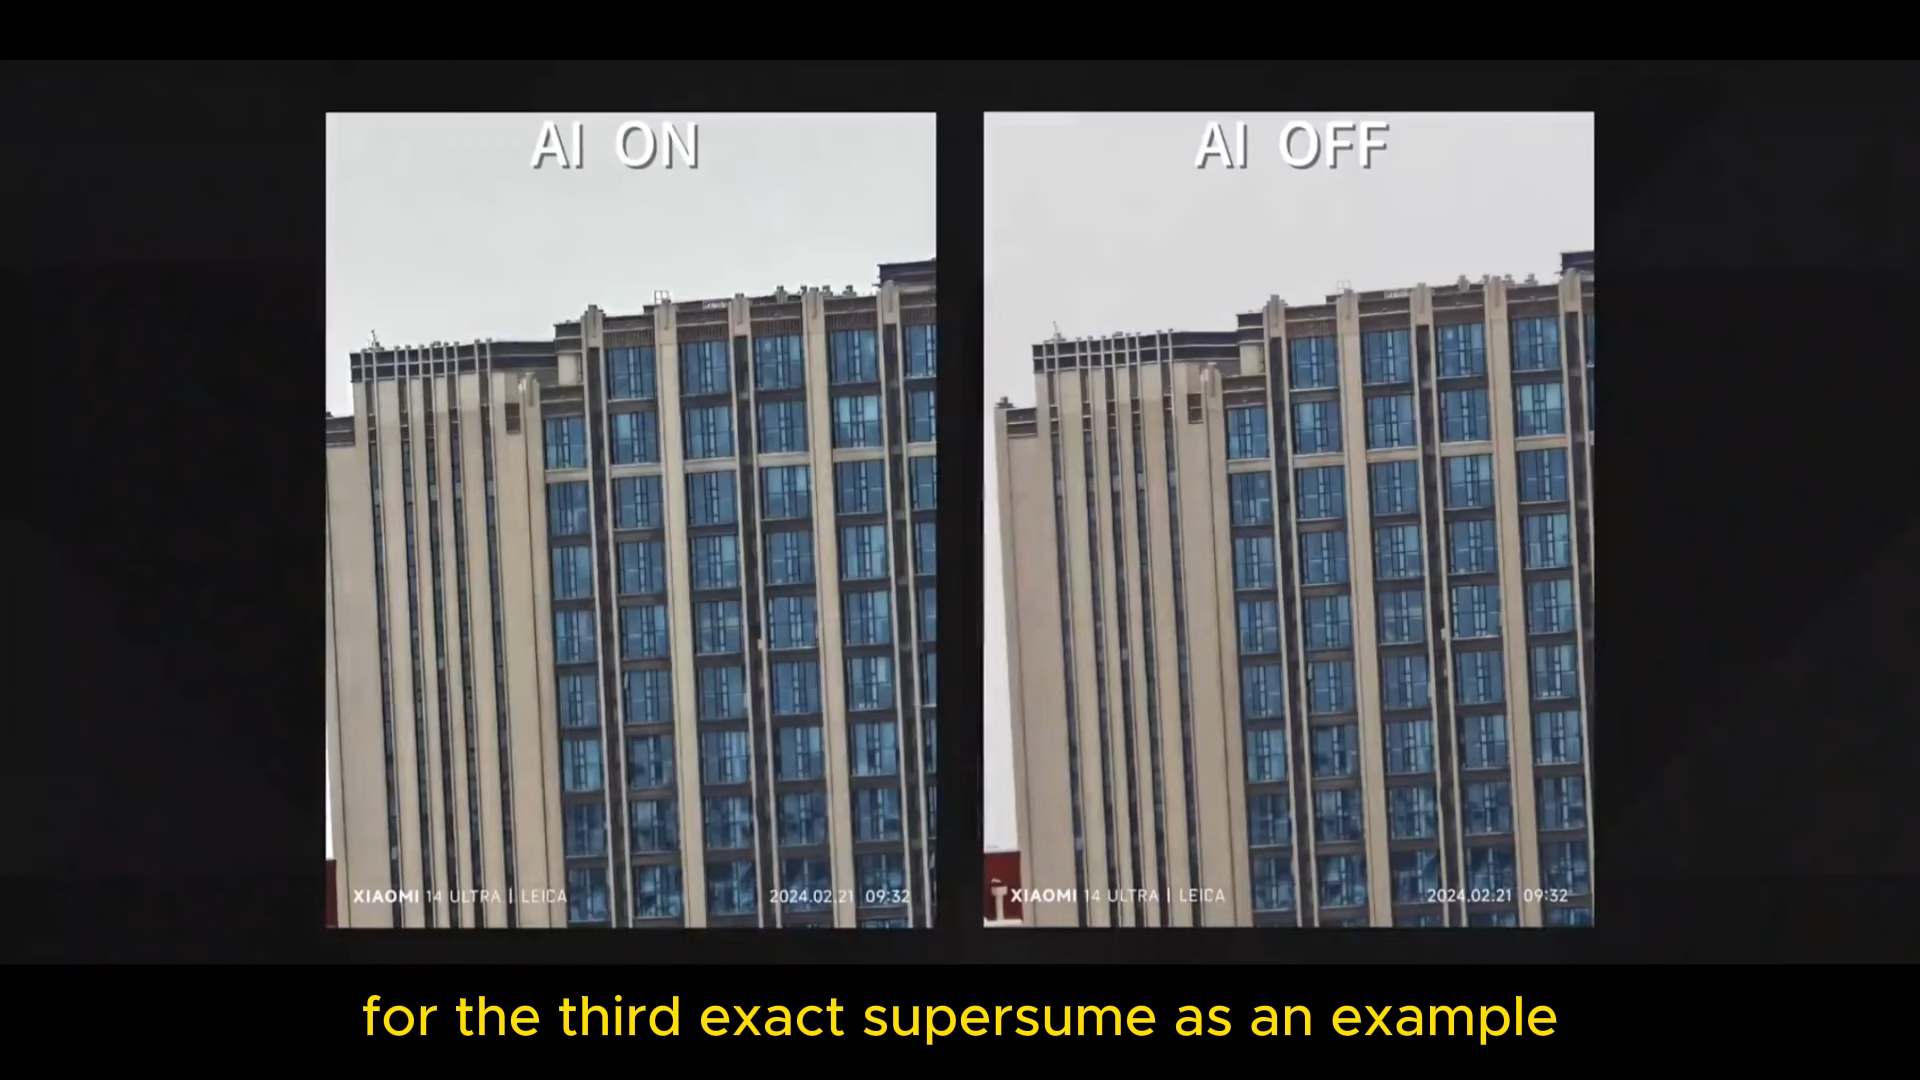 AI ON
AI OFF
XIAOMI 14 ULTRA | LEICA
2024.02.21 09:32
XIAOMI 14 ULTRA | LEICA
2024.02.21 09:32
for the third exact supersume as an example